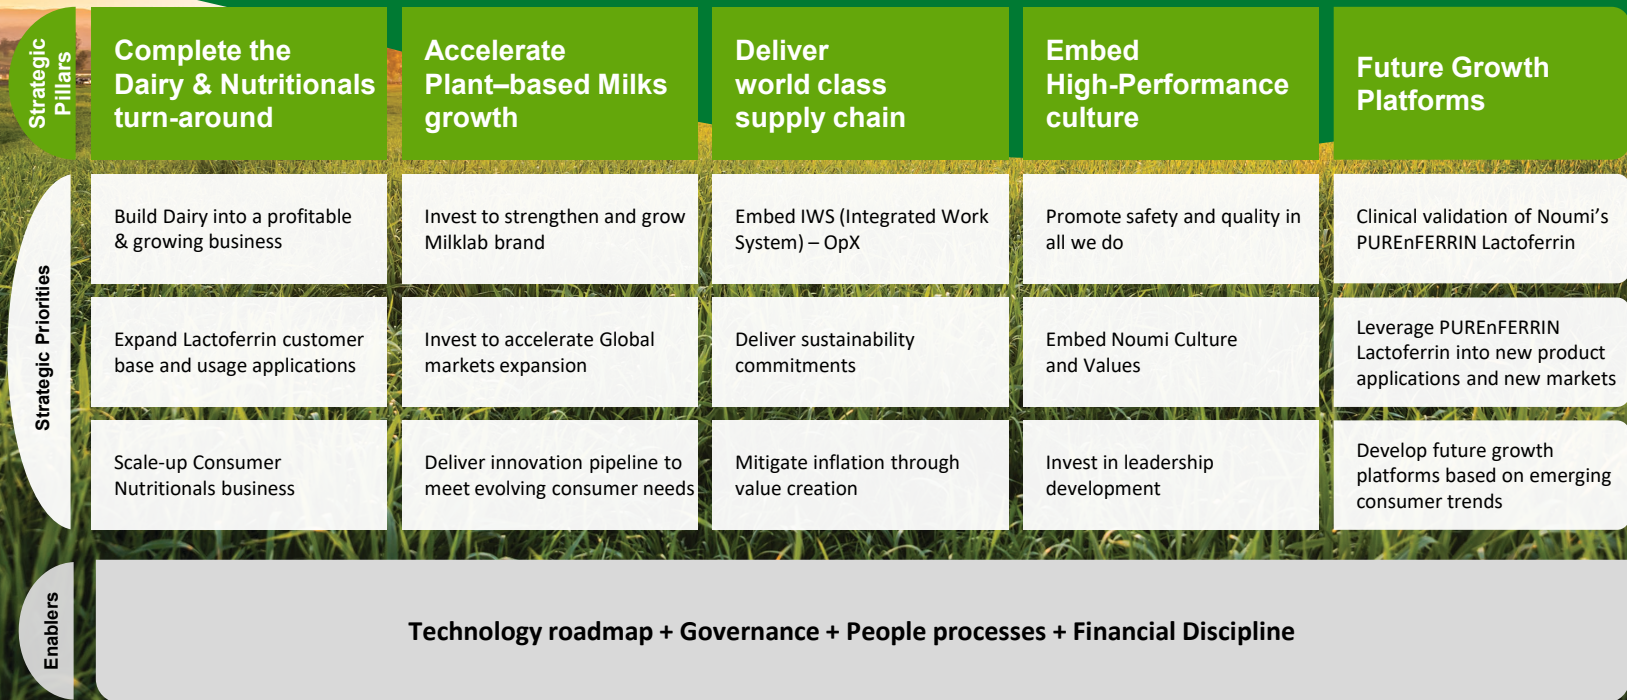 Strategic
Pillars
Complete the
Dairy & Nutritionals
turn-around
Accelerate
Plant–based Milks
growth
Deliver
world class
supply chain
Embed
High-Performance
culture
Future Growth
Platforms
Strategic Priorities
Build Dairy into a profitable
& growing business
Invest to strengthen and grow
Milklab brand
Embed IWS (Integrated Work
System) – OpX
Promote safety and quality in
all we do
Clinical validation of Noumi’s
PUREnFERRIN Lactoferrin
Expand Lactoferrin customer
base and usage applications
Invest to accelerate Global
markets expansion
Deliver sustainability
commitments
Embed Noumi Culture
and Values
Leverage PUREnFERRIN
Lactoferrin into new product
applications and new markets
Scale-up Consumer
Nutritionals business
Deliver innovation pipeline to
meet evolving consumer needs
Mitigate inflation through
value creation
Invest in leadership
development
Develop future growth
platforms based on emerging
consumer trends
Enablers
Technology roadmap + Governance + People processes + Financial Discipline